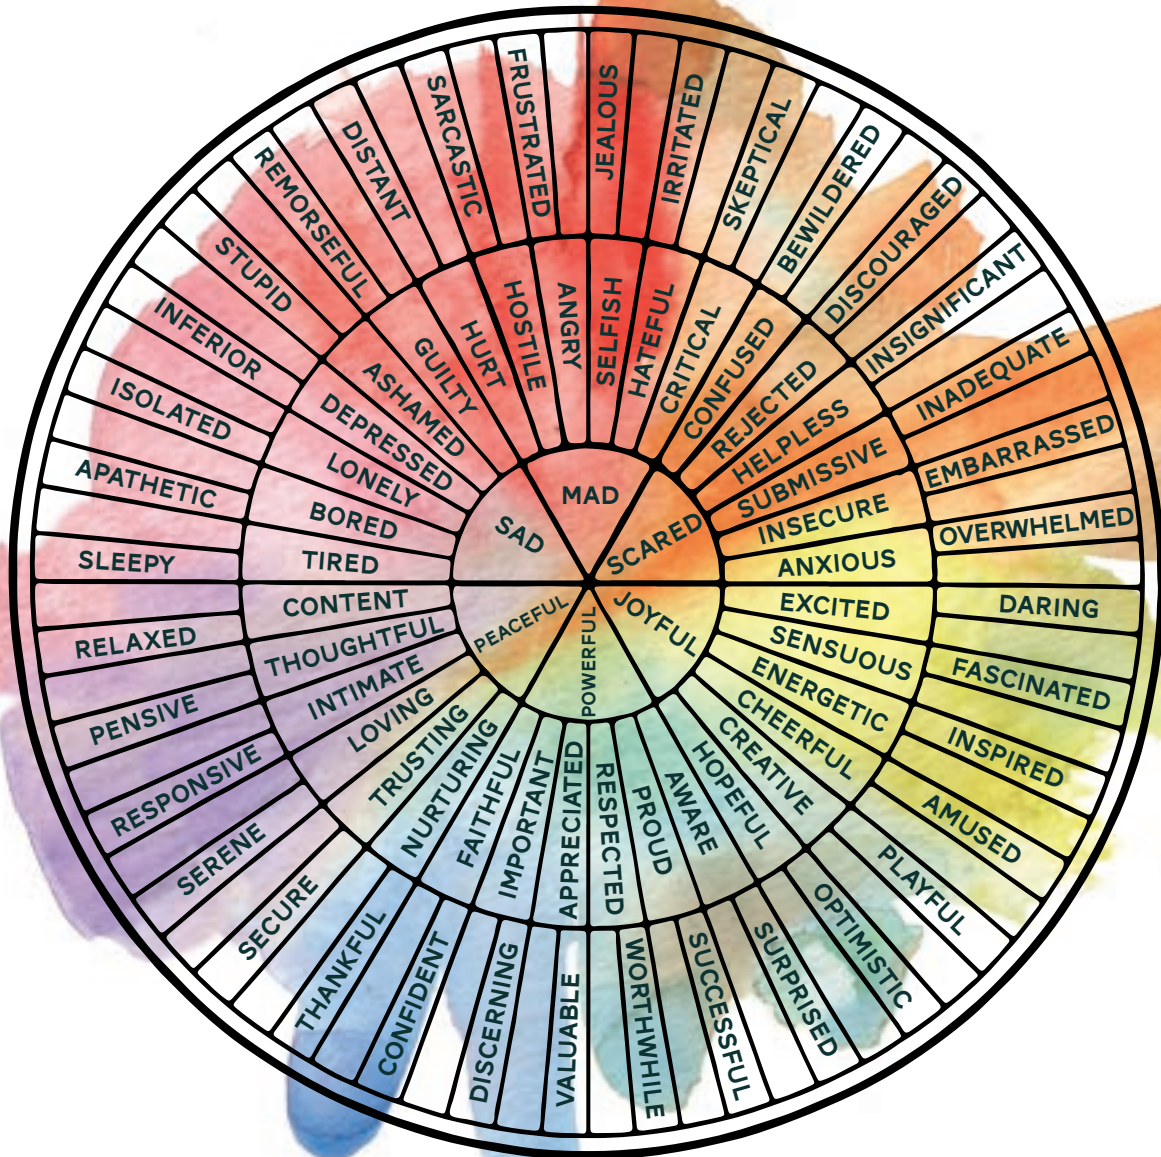 MAD
SCARED
JOYFUL
POWERFUL
PEACEFUL
SAD
SELFISH
HATEFUL
CRITICAL
CONFUSED
REJECTED
HELPLESS
SUBMISSIVE
INSECURE
ANXIOUS
EXCITED
SENSUOUS
ENERGETIC
CHEERFUL
CREATIVE
HOPEFUL
AWARE
PROUD
RESPECTED
APPRECIATED
IMPORTANT
FAITHFUL
NURTURING
TRUSTING
LOVING
INTIMATE
THOUGHTFUL
CONTENT
TIRED
BORED
LONELY
DEPRESSED
ASHAMED
GUILTY
HURT
HOSTILE
ANGRY
JEALOUS
IRRITATED
SKEPTICAL
BEWILDERED
DISCOURAGED
INSIGNIFICANT
INADEQUATE
EMBARRASSED
OVERWHELMED
DARING
FASCINATED
INSPIRED
AMUSED
PLAYFUL
OPTIMISTIC
SURPRISED
SUCCESSFUL
WORTHWHILE
VALUABLE
DISCERNING
CONFIDENT
THANKFUL
SECURE
SERENE
RESPONSIVE
PENSIVE
RELAXED
SLEEPY
APATHETIC
ISOLATED
INFERIOR
STUPID
REMORSEFUL
DISTANT
SARCASTIC
FRUSTRATED